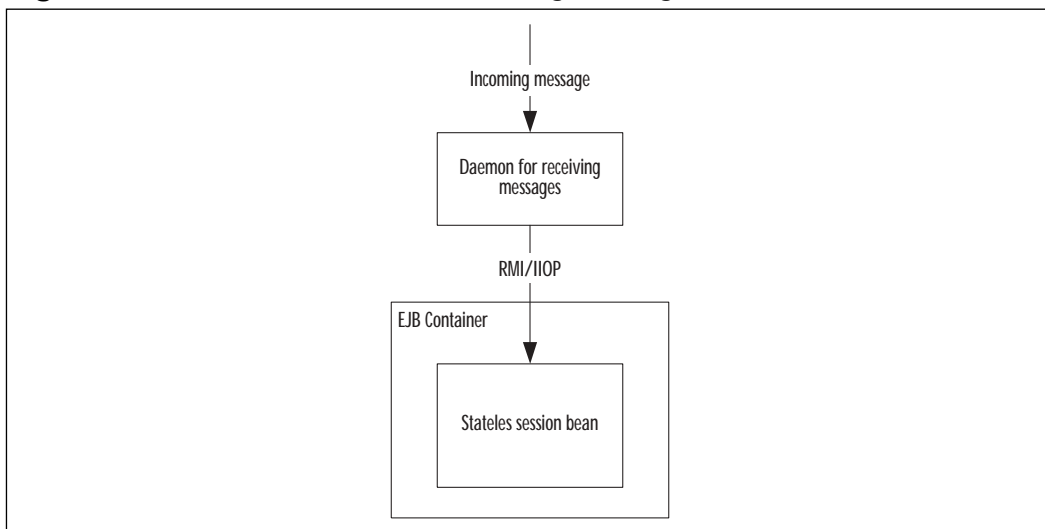 Incoming message
Daemon for receiving
messages
RMI/IIOP
EJB Container
Stateles session bean